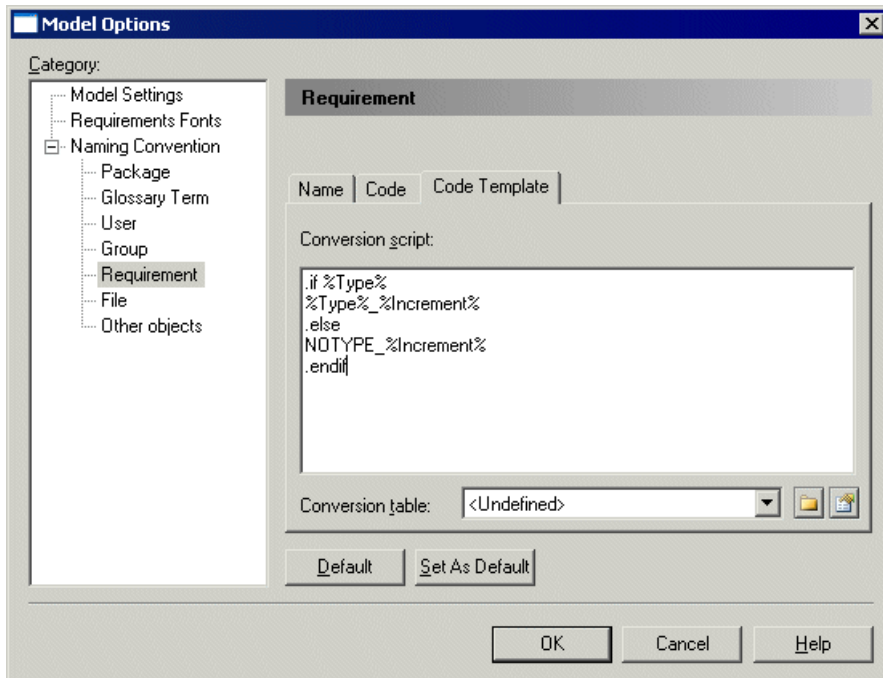 Model Options
Category:
Model Settings
Requirements Fonts
Naming Convention
Package
Glossary Term
User
Group
Requirement
File
Other objects
Requirement
Name Code Code Template
Conversion script:
.if %Type%
%Type%_%Increment%
.else
NOTYPE_%Increment%
.endif
Conversion table: <Undefined>
Default Set As Default
OK Cancel Help